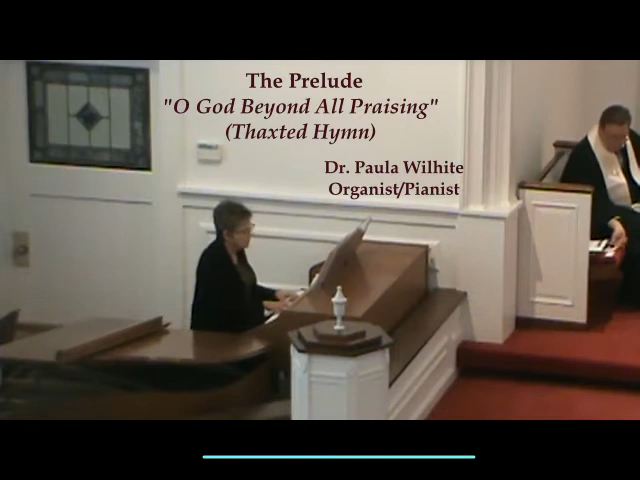 The Prelude
"O God Beyond All Praising"
(Thaxted Hymn)
Dr. Paula Wilhite
Organist/Pianist